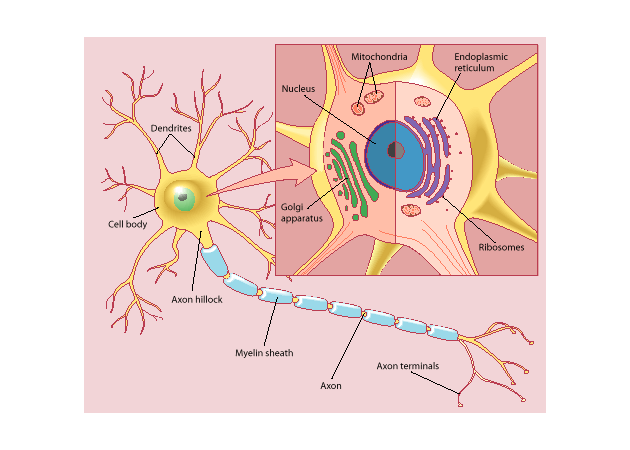 Mitochondria
Endoplasmic
reticulum
Nucleus
Dendrites
Golgi
apparatus
Cell body
Ribosomes
Axon hillock
Myelin sheath
Axon terminals
Axon